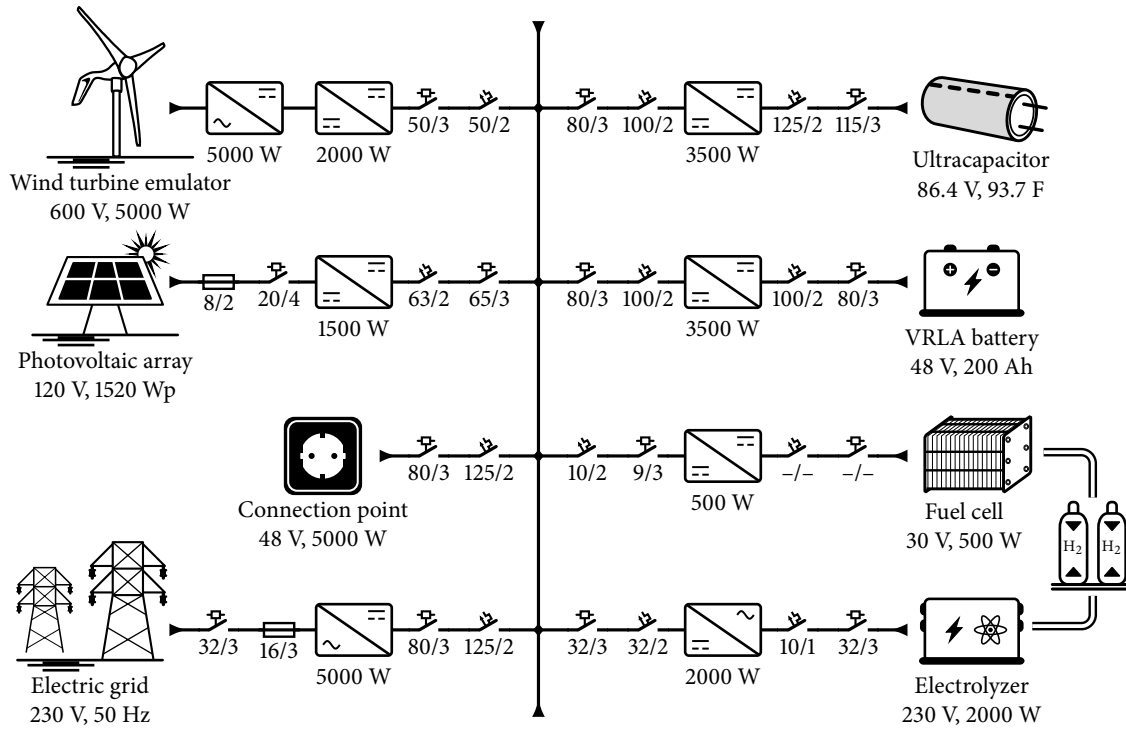 50/3
50/2
80/3
100/2
125/2
115/3
5000 W
2000 W
3500 W
Wind turbine emulator
600 V, 5000 W
Ultracapacitor
86.4 V, 93.7 F
8/2
20/4
63/2
65/3
80/3
100/2
100/2
80/3
1500 W
3500 W
Photovoltaic array
120 V, 1520 Wp
VRLA battery
48 V, 200 Ah
80/3
125/2
10/2
9/3
–/–
–/–
500 W
Connection point
48 V, 5000 W
Fuel cell
30 V, 500 W
H2
H2
32/3
16/3
80/3
125/2
32/3
32/2
10/1
32/3
5000 W
2000 W
Electric grid
230 V, 50 Hz
Electrolyzer
230 V, 2000 W